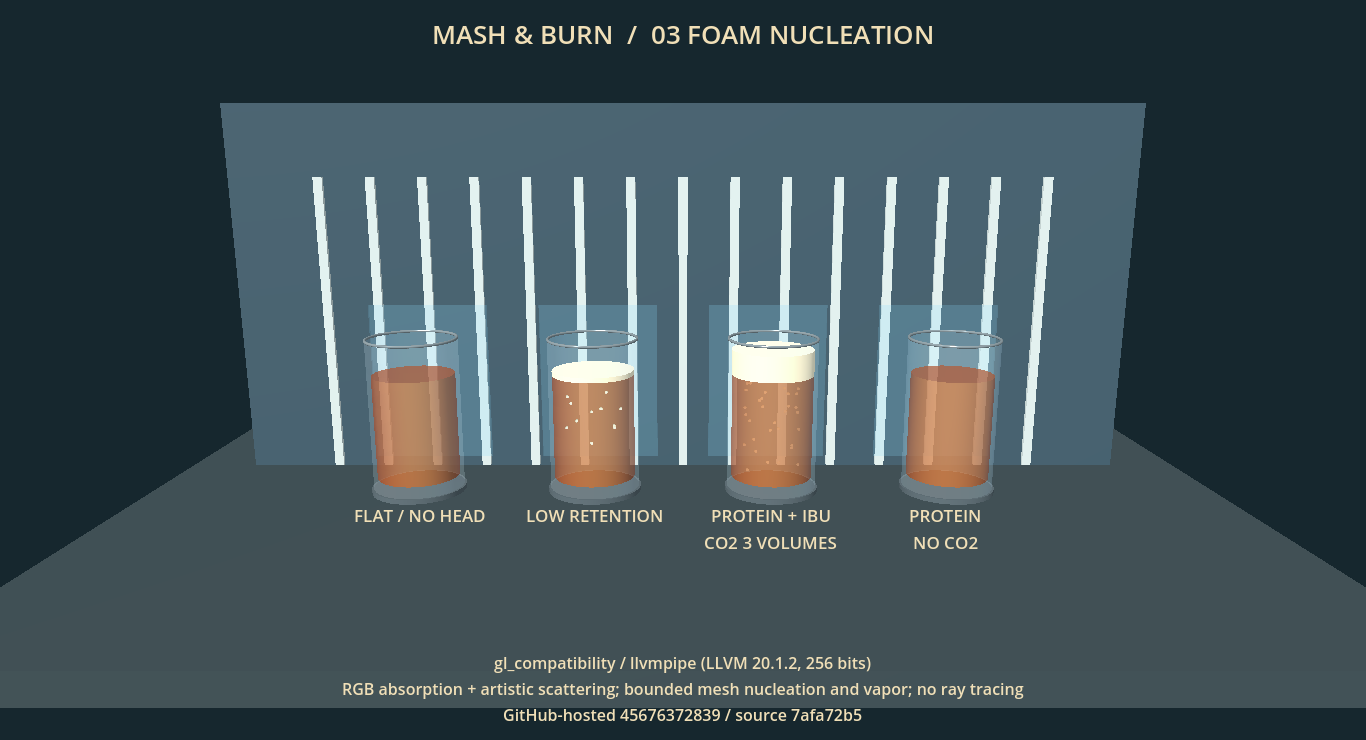 MASH & BURN / 03 FOAM NUCLEATION
FLAT / NO HEAD
LOW RETENTION
PROTEIN + IBU
CO2 3 VOLUMES
PROTEIN
NO CO2
gl_compatibility / llvmpipe (LLVM 20.1.2, 256 bits)
RGB absorption + artistic scattering; bounded mesh nucleation and vapor; no ray tracing
GitHub-hosted 45676372839 / source 7afa72b5